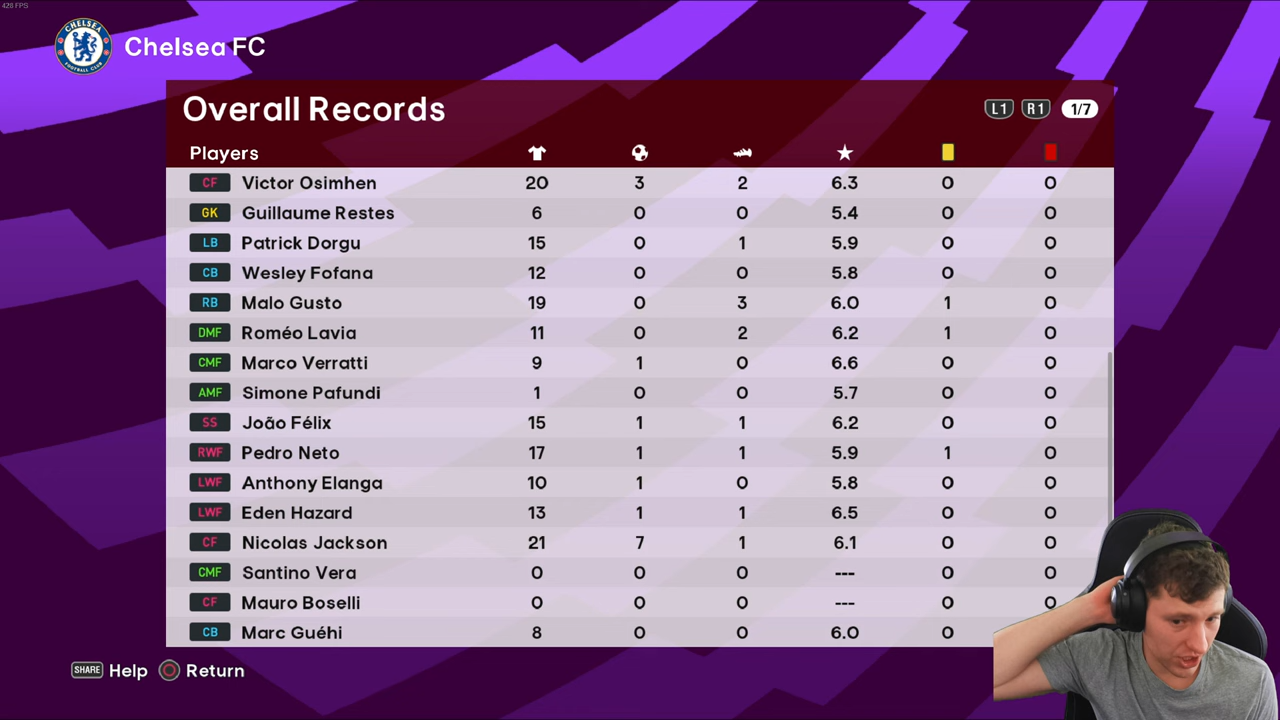 428 FPS
CHELSEA
FOOTBALL CLUB
Chelsea FC
Overall Records
L1 R1 1/7
Players
CF Victor Osimhen 20 3 2 6.3 0 0
GK Guillaume Restes 6 0 0 5.4 0 0
LB Patrick Dorgu 15 0 1 5.9 0 0
CB Wesley Fofana 12 0 0 5.8 0 0
RB Malo Gusto 19 0 3 6.0 1 0
DMF Roméo Lavia 11 0 2 6.2 1 0
CMF Marco Verratti 9 1 0 6.6 0 0
AMF Simone Pafundi 1 0 0 5.7 0 0
SS João Félix 15 1 1 6.2 0 0
RWF Pedro Neto 17 1 1 5.9 1 0
LWF Anthony Elanga 10 1 0 5.8 0 0
LWF Eden Hazard 13 1 1 6.5 0 0
CF Nicolas Jackson 21 7 1 6.1 0 0
CMF Santino Vera 0 0 0 --- 0 0
CF Mauro Boselli 0 0 0 --- 0 0
CB Marc Guéhi 8 0 0 6.0 0
SHARE Help Return